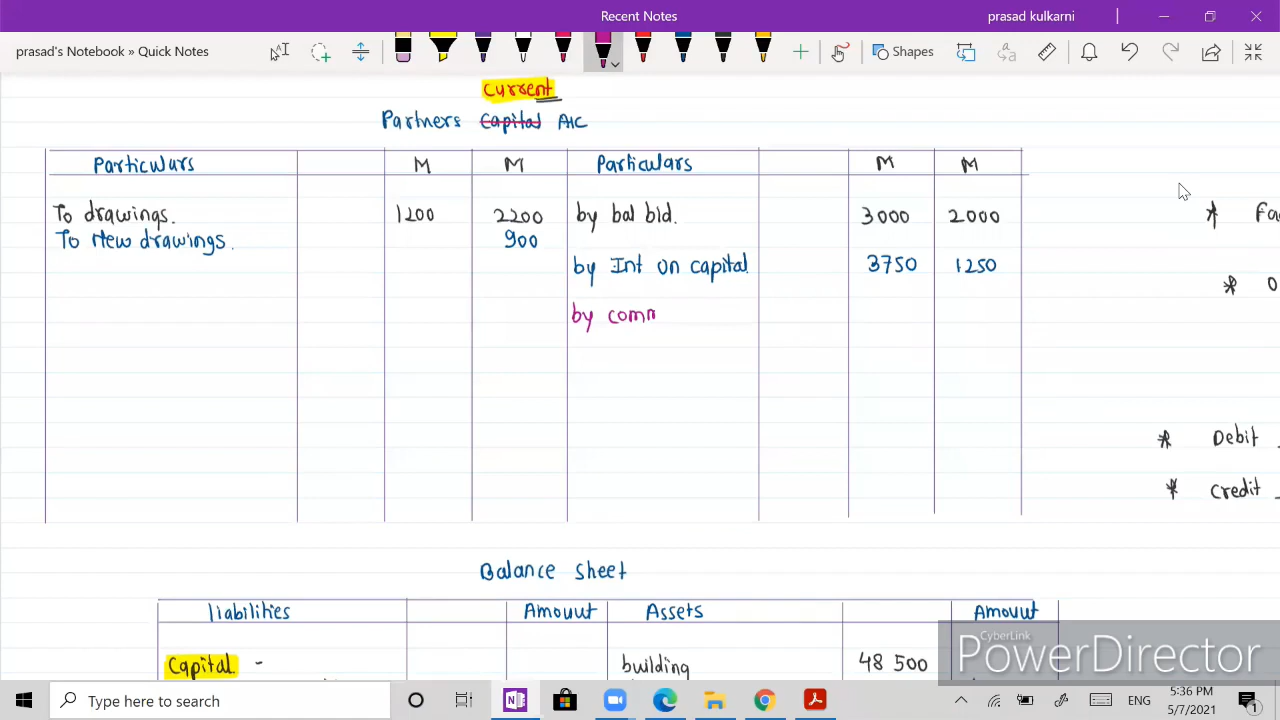 Recent Notes
prasad kulkarni
prasad's Notebook » Quick Notes
Shapes
Current
Partners Capital A/C
Particulars M M Particulars M M
To drawings. 1200 2200 by bal b/d. 3000 2000
To New drawings. 900
by Int on capital 3750 1250
by comm
* Fa
* O
* Debit
* Credit
Balance Sheet
liabilities Amount Assets Amount
Capital - building 48 500
CyberLink
PowerDirector
Type here to search
ENG
5:36 PM
5/7/2021
1